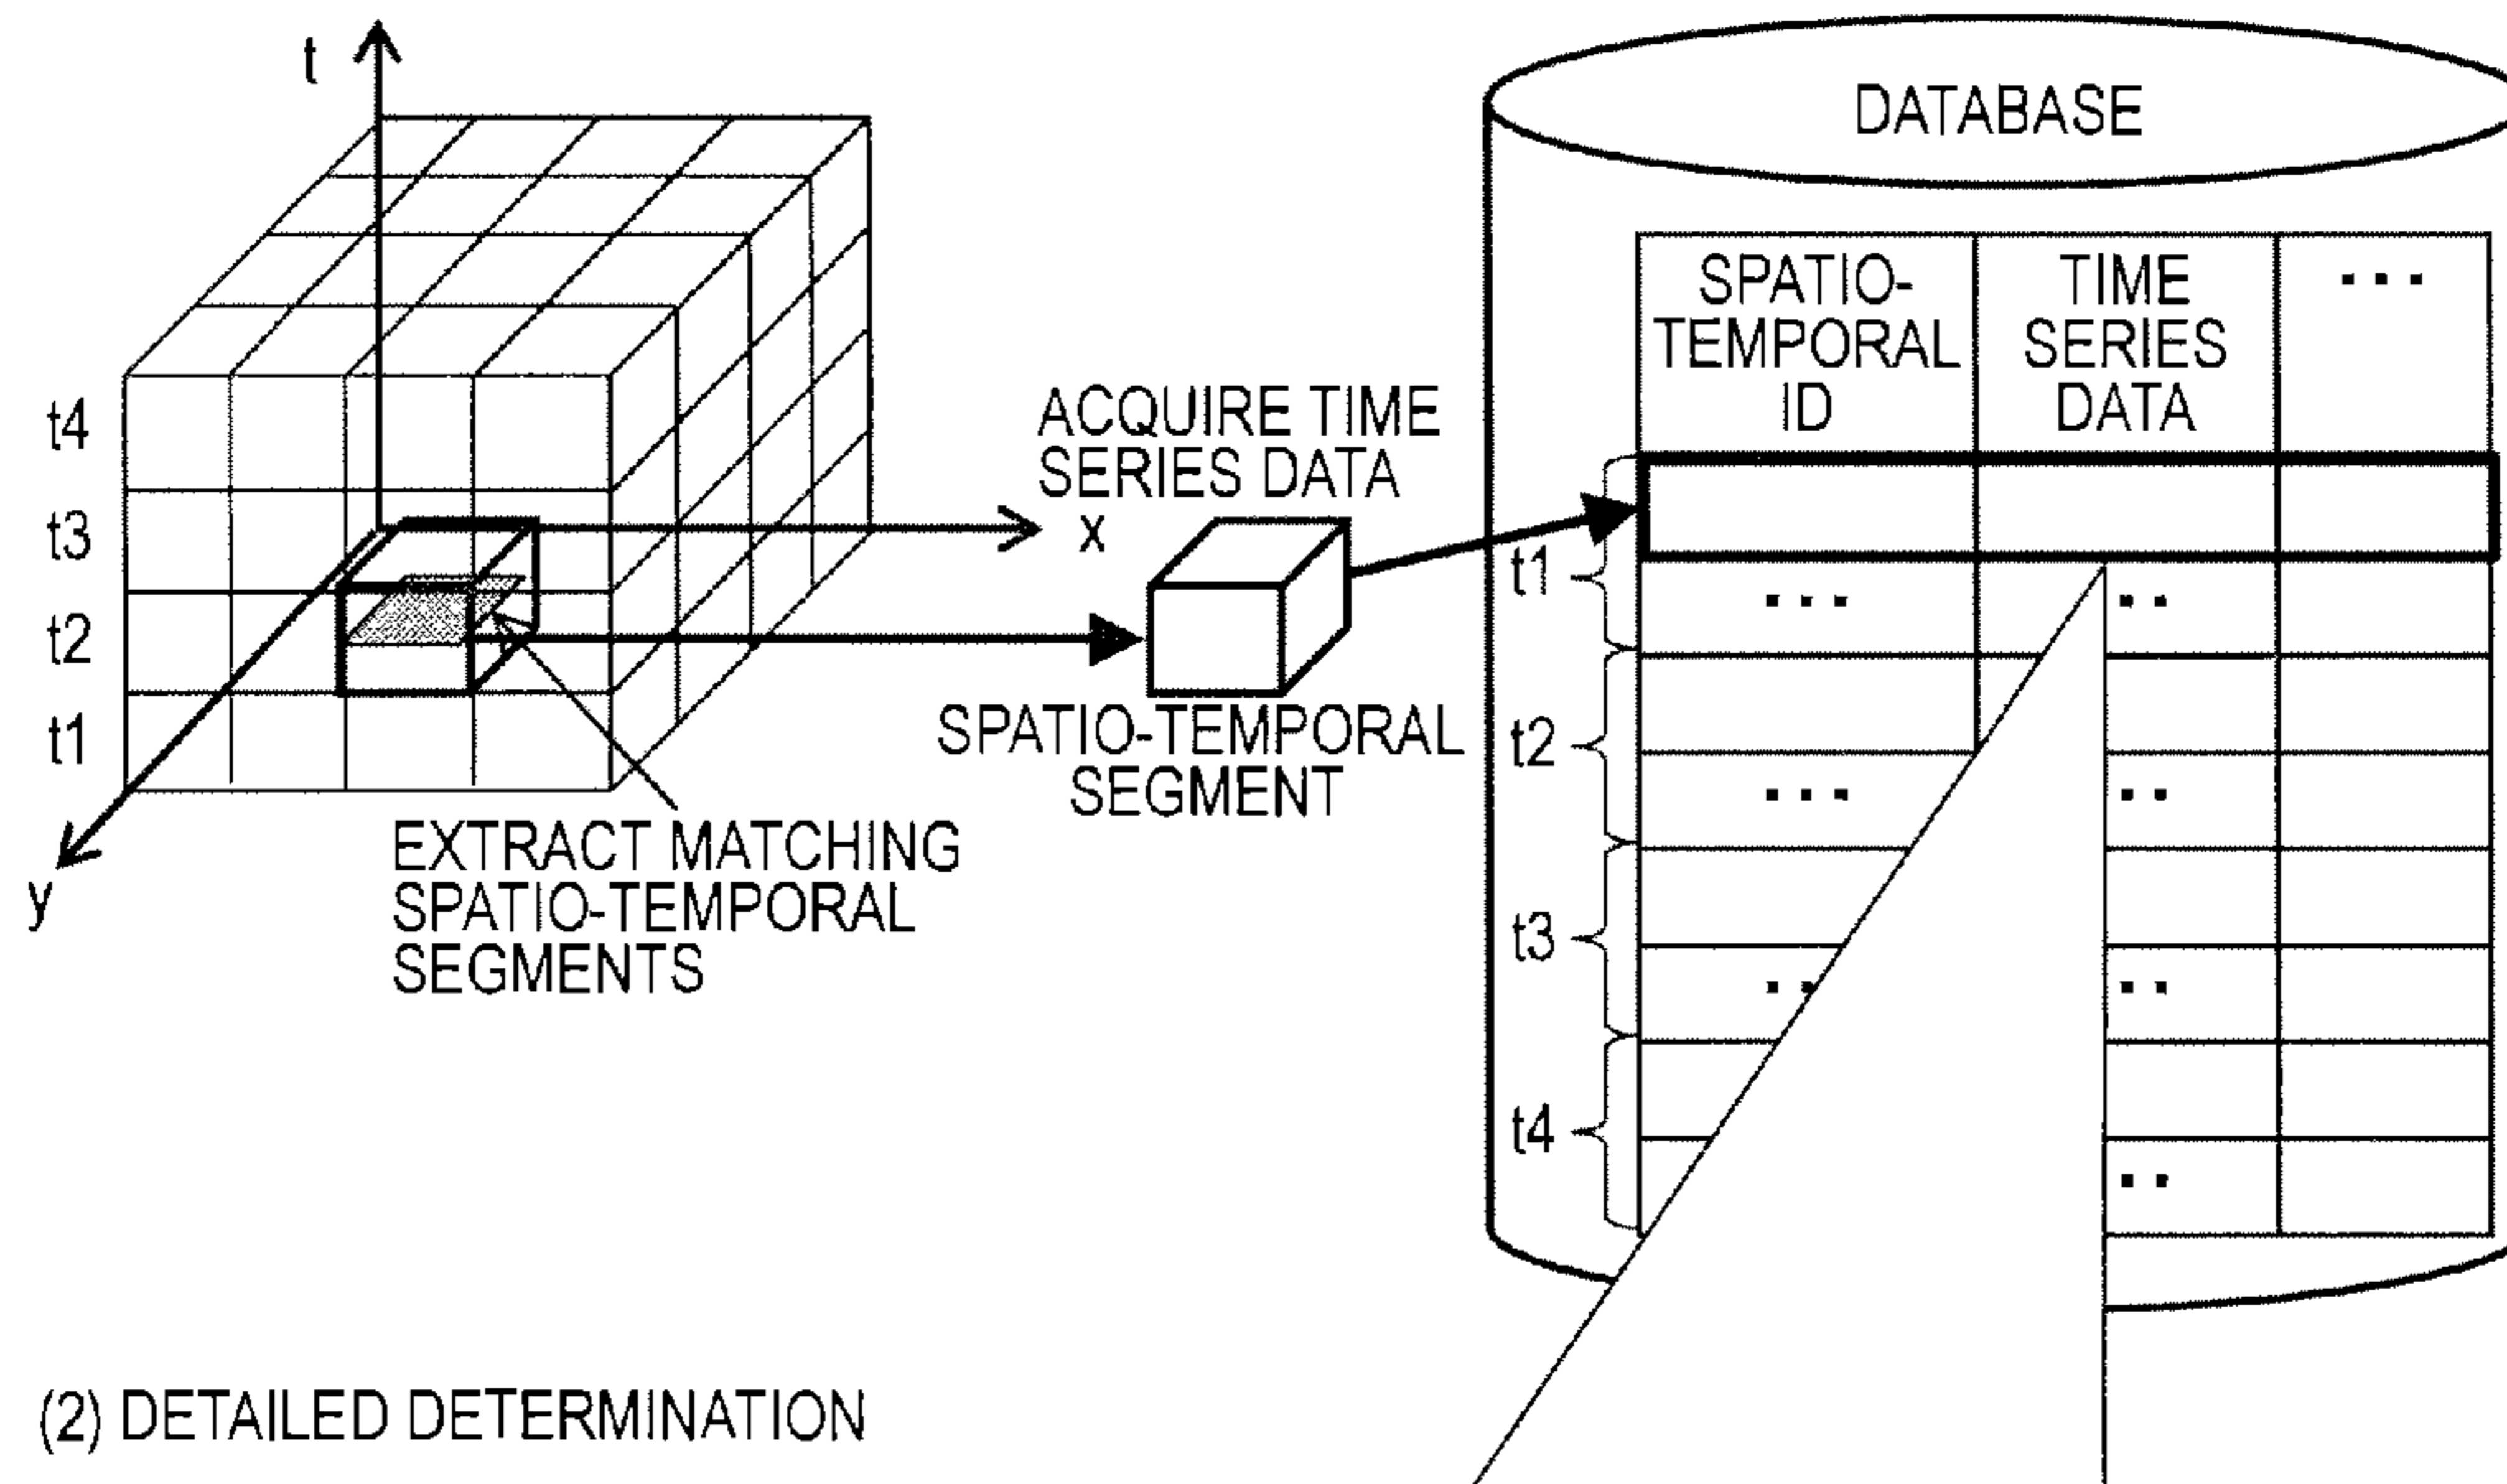 t
t4
t3
t2
t1
y
x
ACQUIRE TIME
SERIES DATA
SPATIO-TEMPORAL
SEGMENT
EXTRACT MATCHING
SPATIO-TEMPORAL
SEGMENTS
DATABASE
SPATIO-
TEMPORAL
ID
TIME
SERIES
DATA
...
t1
... ..
t2
... ..
t3
.. ..
t4
..
(2) DETAILED DETERMINATION